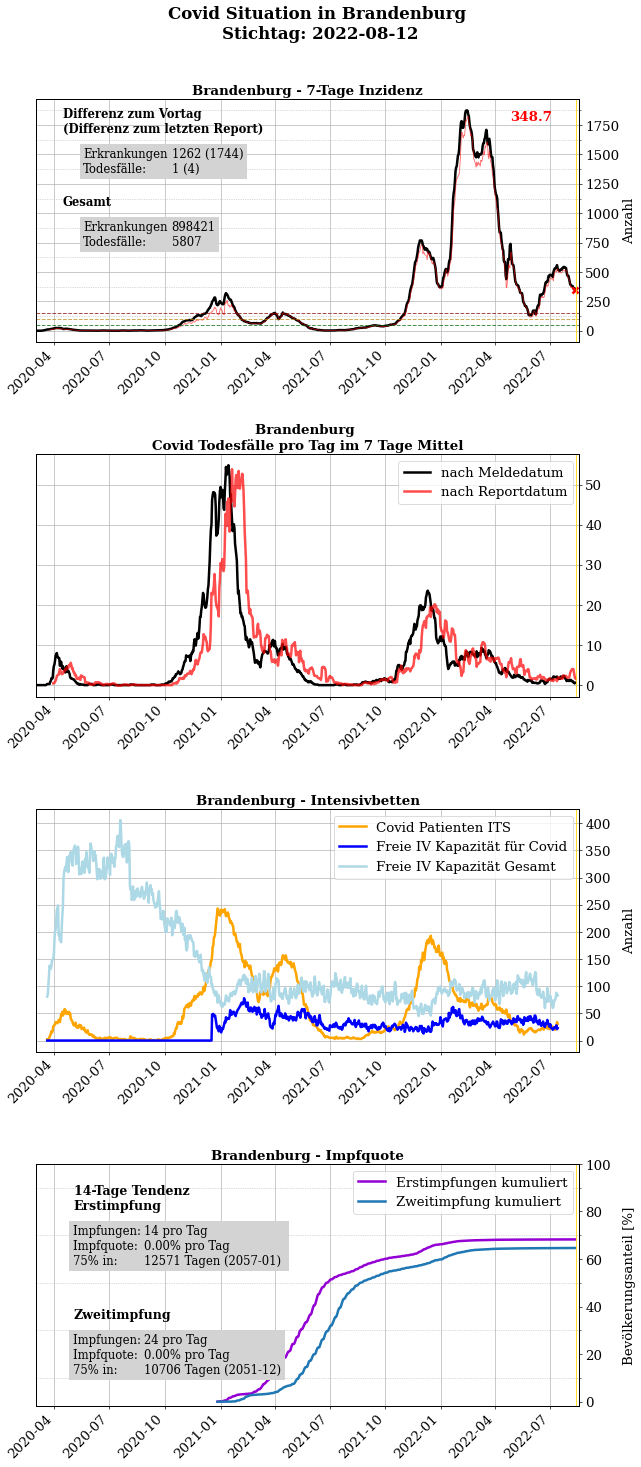 Covid Situation in Brandenburg
Stichtag: 2022-08-12
Brandenburg - 7-Tage Inzidenz
Differenz zum Vortag
(Differenz zum letzten Report)
Erkrankungen 1262 (1744)
Todesfälle: 1 (4)
Gesamt
Erkrankungen 898421
Todesfälle: 5807
348.7
1750
1500
1250
1000
750
500
250
0
Anzahl
2020-04 2020-07 2020-10 2021-01 2021-04 2021-07 2021-10 2022-01 2022-04 2022-07
Brandenburg
Covid Todesfälle pro Tag im 7 Tage Mittel
nach Meldedatum
nach Reportdatum
50
40
30
20
10
0
2020-04 2020-07 2020-10 2021-01 2021-04 2021-07 2021-10 2022-01 2022-04 2022-07
Brandenburg - Intensivbetten
Covid Patienten ITS
Freie IV Kapazität für Covid
Freie IV Kapazität Gesamt
400
350
300
250
200
150
100
50
0
Anzahl
2020-04 2020-07 2020-10 2021-01 2021-04 2021-07 2021-10 2022-01 2022-04 2022-07
Brandenburg - Impfquote
14-Tage Tendenz
Erstimpfung
Impfungen: 14 pro Tag
Impfquote: 0.00% pro Tag
75% in: 12571 Tagen (2057-01)
Zweitimpfung
Impfungen: 24 pro Tag
Impfquote: 0.00% pro Tag
75% in: 10706 Tagen (2051-12)
Erstimpfungen kumuliert
Zweitimpfung kumuliert
100
80
60
40
20
0
Bevölkerungsanteil [%]
2020-04 2020-07 2020-10 2021-01 2021-04 2021-07 2021-10 2022-01 2022-04 2022-07